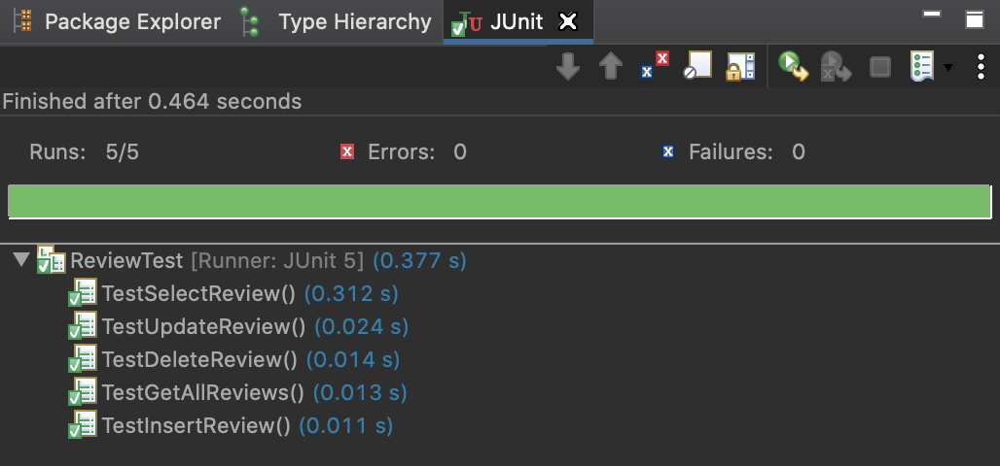 Package Explorer Type Hierarchy JUnit
Finished after 0.464 seconds
Runs: 5/5 Errors: 0 Failures: 0
ReviewTest [Runner: JUnit 5] (0.377 s)
TestSelectReview() (0.312 s)
TestUpdateReview() (0.024 s)
TestDeleteReview() (0.014 s)
TestGetAllReviews() (0.013 s)
TestInsertReview() (0.011 s)